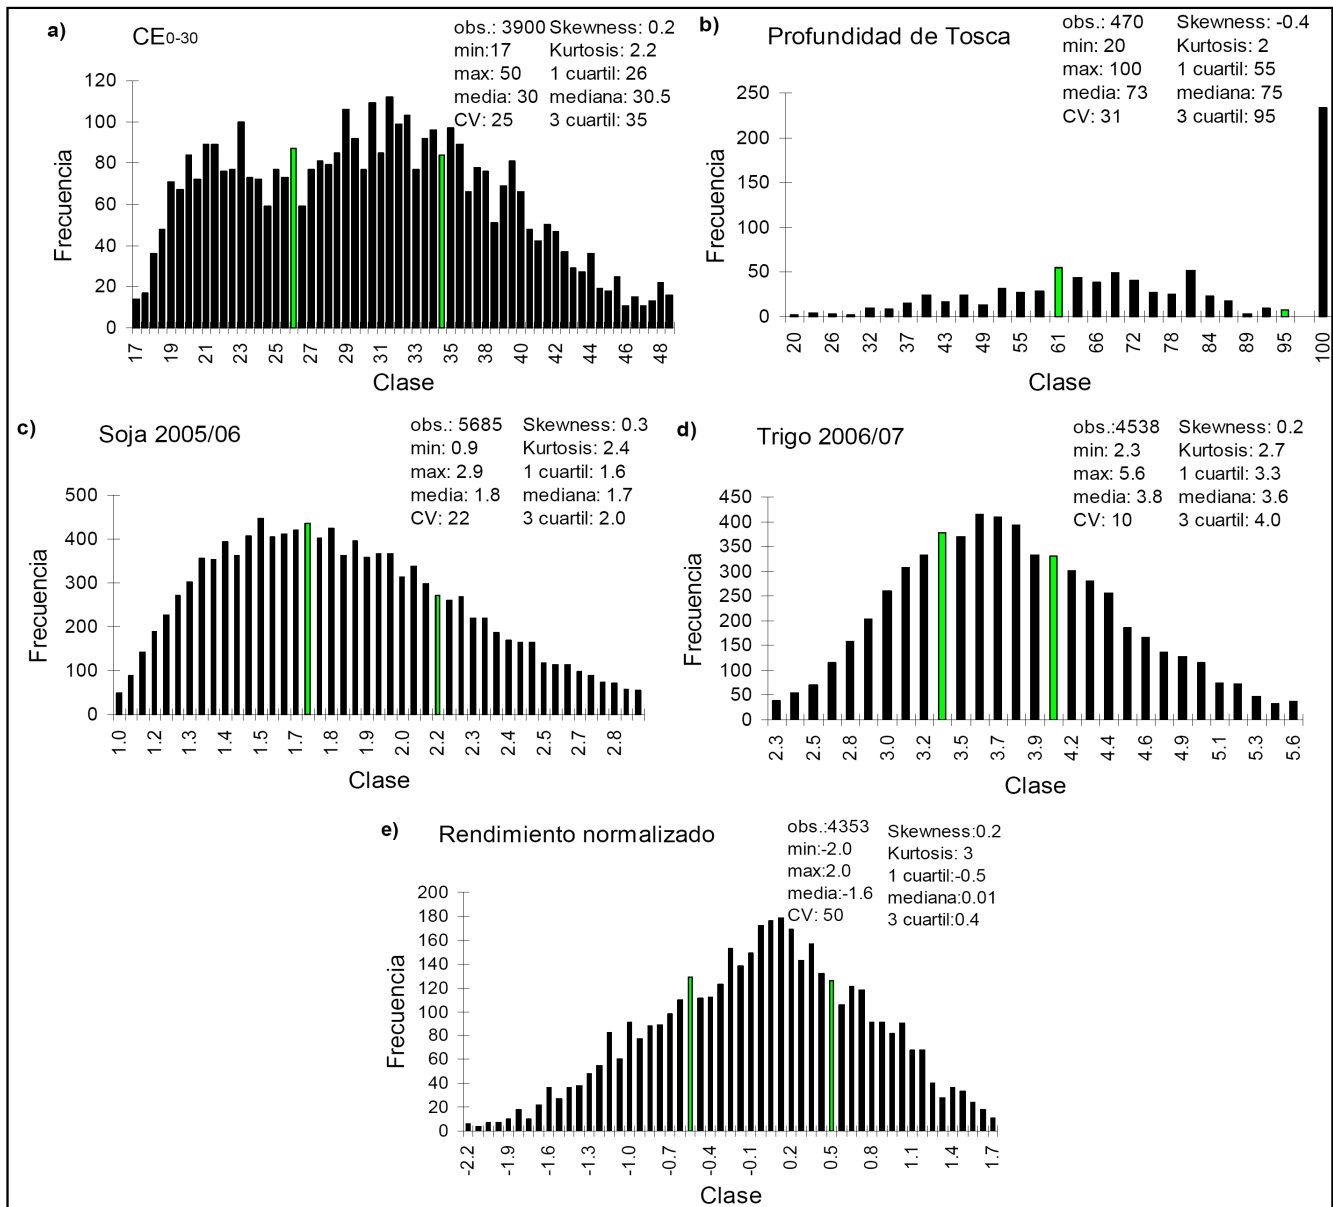 a)
CE0-30
obs.: 3900 Skewness: 0.2
min:17 Kurtosis: 2.2
max: 50 1 cuartil: 26
media: 30 mediana: 30.5
CV: 25 3 cuartil: 35
120
100
80
60
40
20
0
Frecuencia
17 19 21 23 25 27 29 31 33 35 38 40 42 44 46 48
Clase
b)
Profundidad de Tosca
obs.: 470 Skewness: -0.4
min: 20 Kurtosis: 2
max: 100 1 cuartil: 55
media: 73 mediana: 75
CV: 31 3 cuartil: 95
250
200
150
100
50
0
Frecuencia
20 26 32 37 43 49 55 61 66 72 78 84 89 95 100
Clase
c)
Soja 2005/06
obs.: 5685 Skewness: 0.3
min: 0.9 Kurtosis: 2.4
max: 2.9 1 cuartil: 1.6
media: 1.8 mediana: 1.7
CV: 22 3 cuartil: 2.0
500
400
300
200
100
0
Frecuencia
1.0 1.2 1.3 1.4 1.5 1.7 1.8 1.9 2.0 2.2 2.3 2.4 2.5 2.7 2.8
Clase
d)
Trigo 2006/07
obs.:4538 Skewness: 0.2
min: 2.3 Kurtosis: 2.7
max: 5.6 1 cuartil: 3.3
media: 3.8 mediana: 3.6
CV: 10 3 cuartil: 4.0
450
400
350
300
250
200
150
100
50
0
Frecuencia
2.3 2.5 2.8 3.0 3.2 3.5 3.7 3.9 4.2 4.4 4.6 4.9 5.1 5.3 5.6
Clase
e)
Rendimiento normalizado
obs.:4353 Skewness:0.2
min:-2.0 Kurtosis: 3
max:2.0 1 cuartil:-0.5
media:-1.6 mediana:0.01
CV: 50 3 cuartil:0.4
200
180
160
140
120
100
80
60
40
20
0
Frecuencia
-2.2 -1.9 -1.6 -1.3 -1.0 -0.7 -0.4 -0.1 0.2 0.5 0.8 1.1 1.4 1.7
Clase